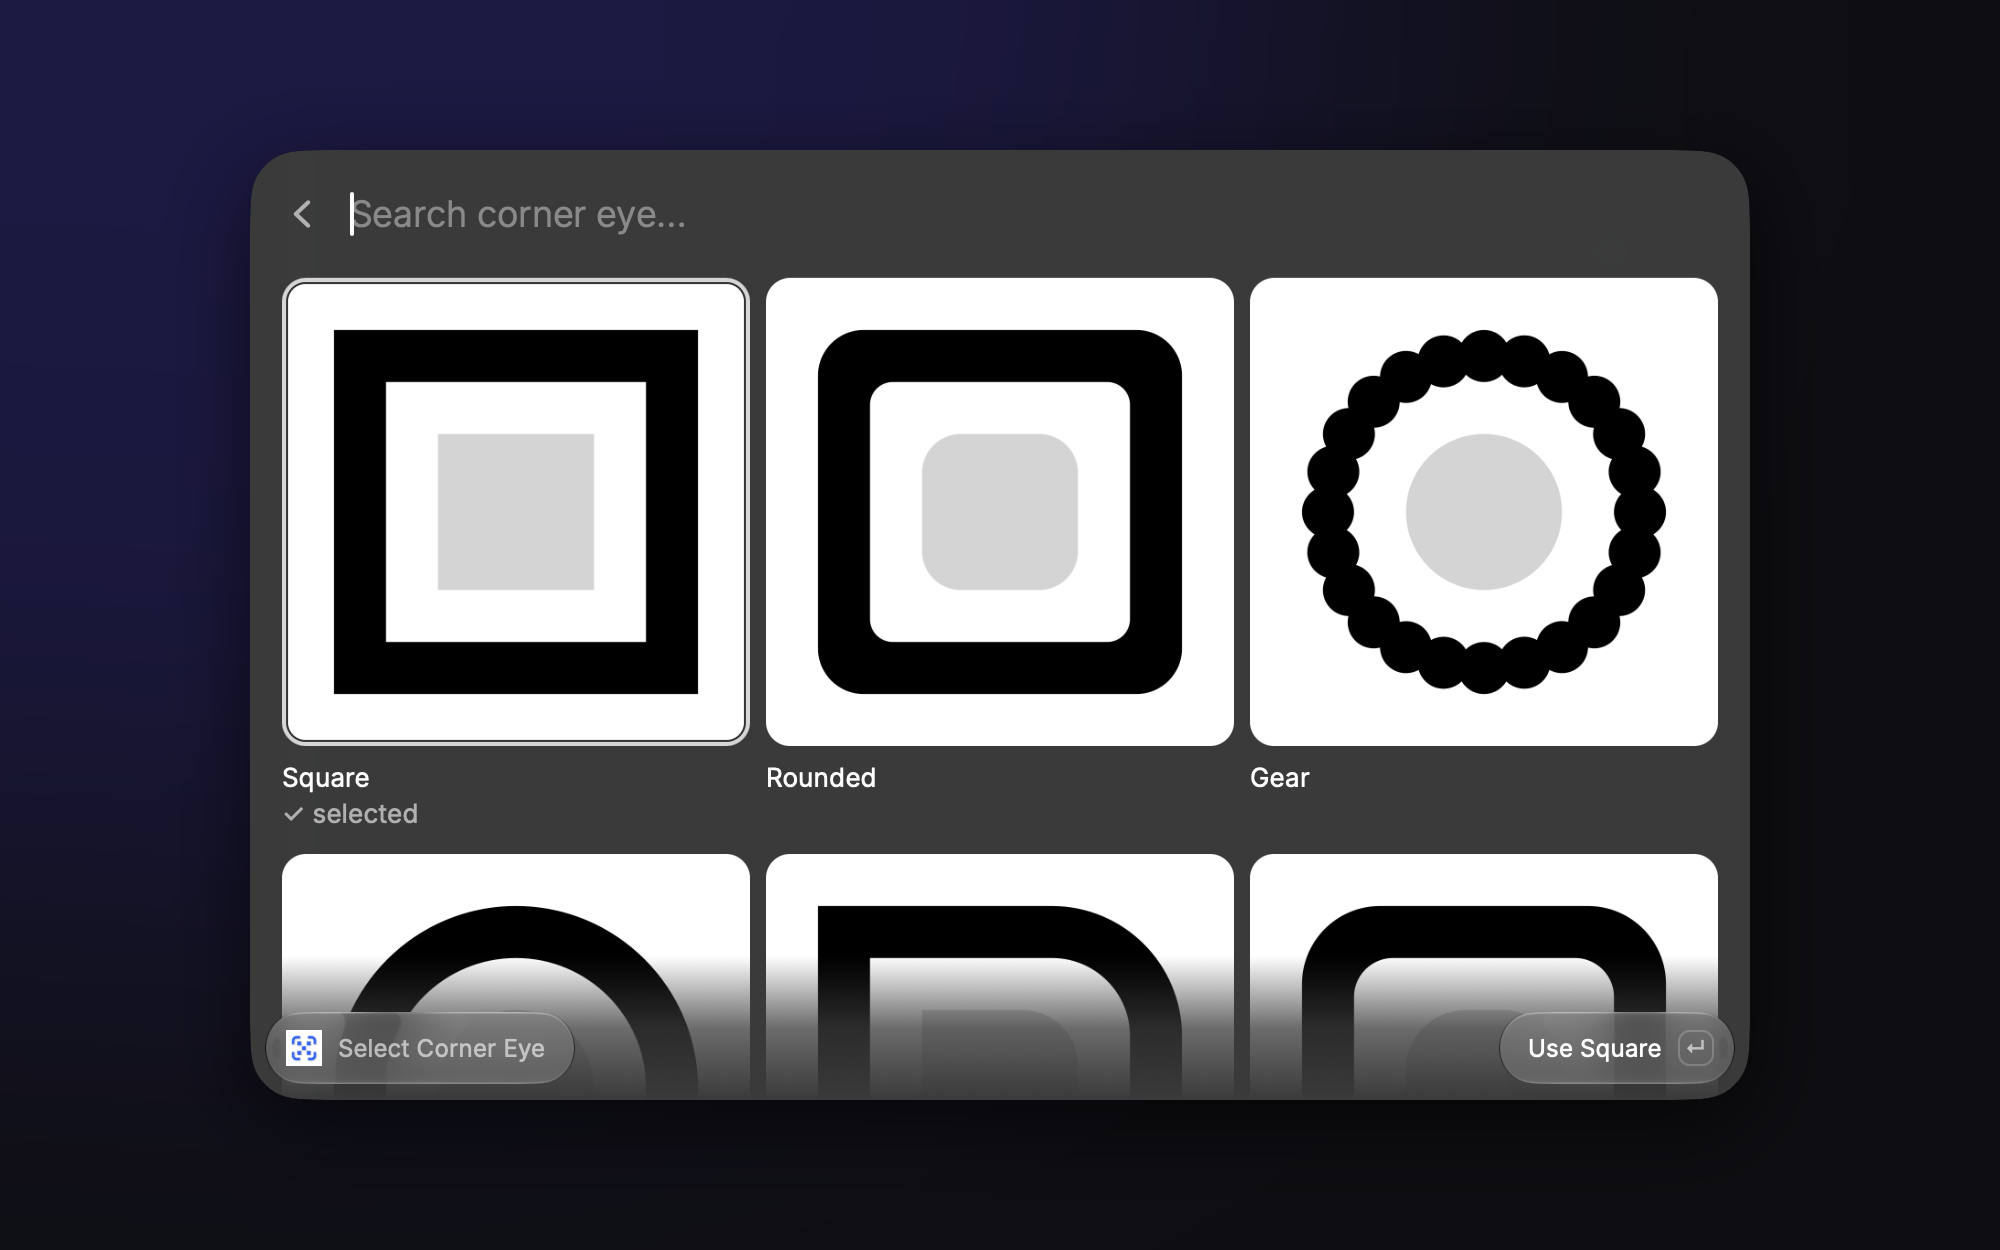 Search corner eye...
Square
Rounded
Gear
✓ selected
Select Corner Eye
Use Square